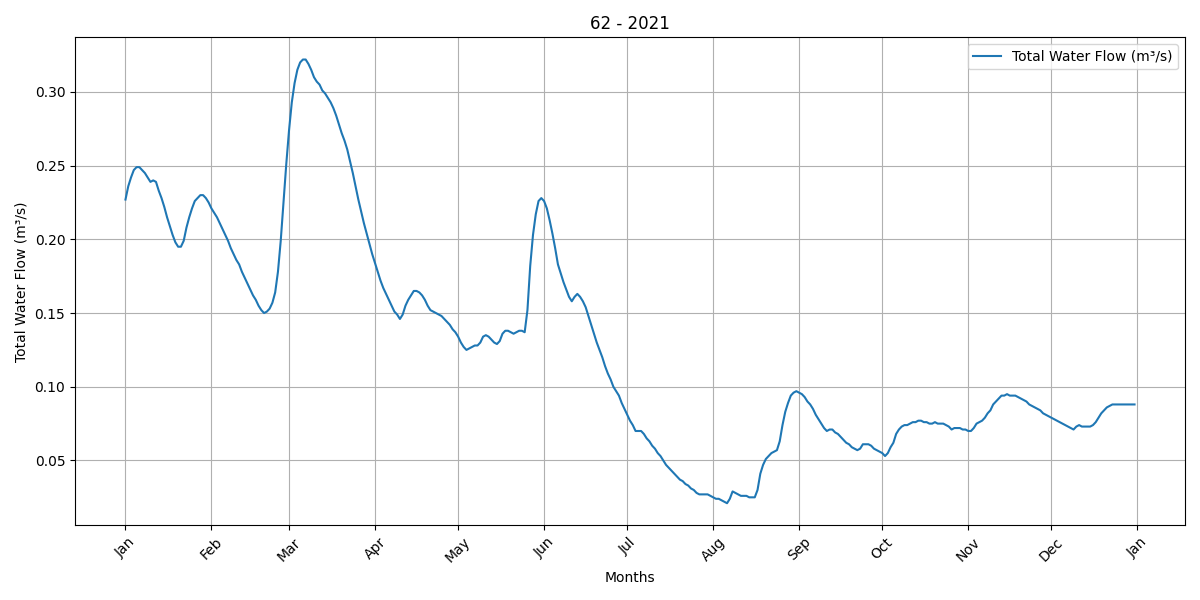 62 - 2021
Total Water Flow (m³/s)
Total Water Flow (m³/s)
0.30
0.25
0.20
0.15
0.10
0.05
Jan
Feb
Mar
Apr
May
Jun
Jul
Aug
Sep
Oct
Nov
Dec
Jan
Months